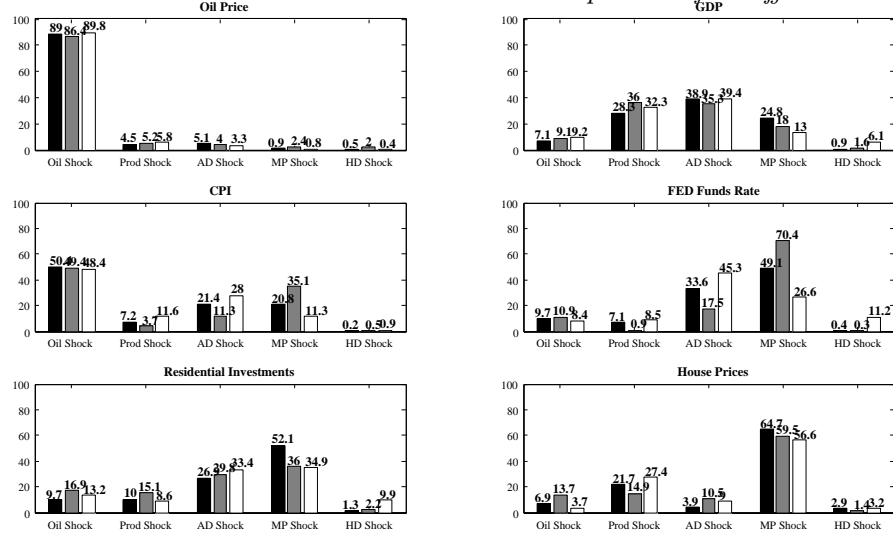 Oil Price
100
80
60
40
20
0
89 86.4 89.8
4.5 5.2 5.8
5.1 4 3.3
0.9 2.4 0.8
0.5 2 0.4
Oil Shock Prod Shock AD Shock MP Shock HD Shock
GDP
100
80
60
40
20
0
7.1 9.1 9.2
28.3 36 32.3
38.9 35.3 39.4
24.8 18 13
0.9 1.6 6.1
Oil Shock Prod Shock AD Shock MP Shock HD Shock
CPI
100
80
60
40
20
0
50.4 49.4 48.4
7.2 3.7 11.6
21.4 11.3 28
20.8 35.1 11.3
0.2 0.5 0.9
Oil Shock Prod Shock AD Shock MP Shock HD Shock
FED Funds Rate
100
80
60
40
20
0
9.7 10.9 8.4
7.1 0.9 8.5
33.6 17.5 45.3
49.1 70.4 26.6
0.4 0.3 11.2
Oil Shock Prod Shock AD Shock MP Shock HD Shock
Residential Investments
100
80
60
40
20
0
9.7 16.9 13.2
10 15.1 8.6
26.9 29.8 33.4
52.1 36 34.9
1.3 2.2 9.9
Oil Shock Prod Shock AD Shock MP Shock HD Shock
House Prices
100
80
60
40
20
0
6.9 13.7 3.7
21.7 14.9 27.4
3.9 10.5 9
64.7 59.5 56.6
2.9 1.4 3.2
Oil Shock Prod Shock AD Shock MP Shock HD Shock